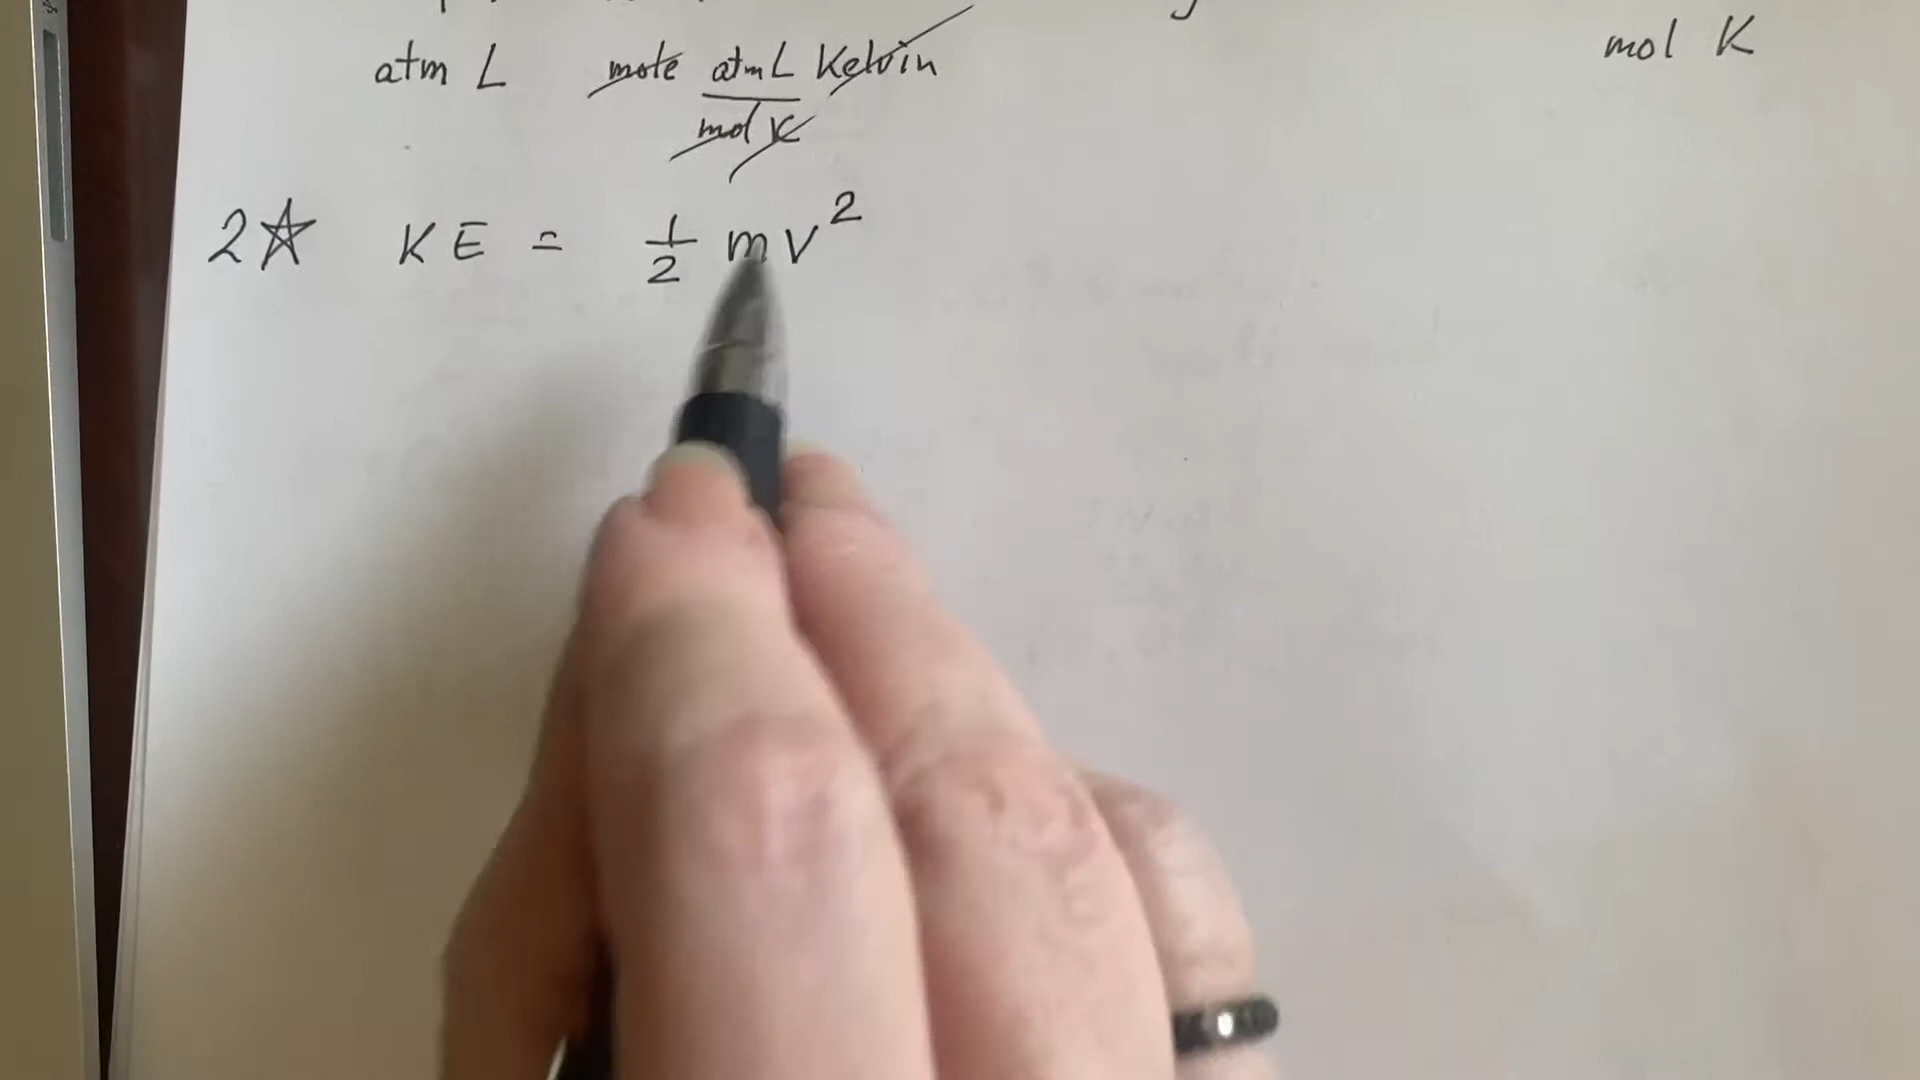 atm L mole atm L Kelvin mol K
mol K
2☆ KE = 1/2 mv²